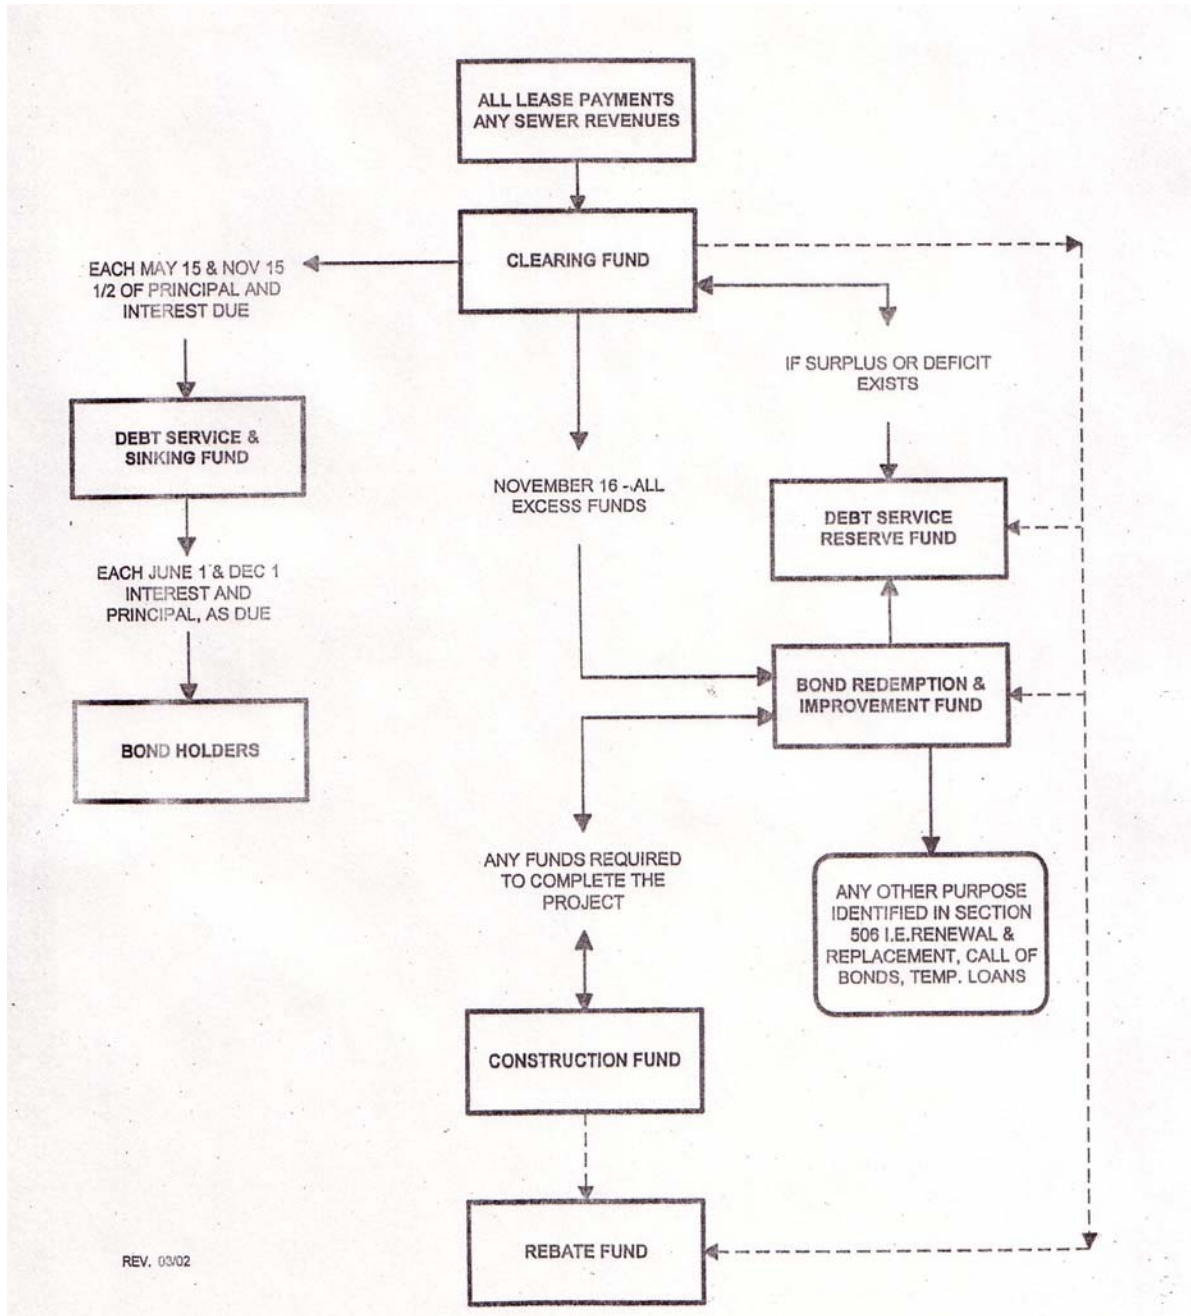 ALL LEASE PAYMENTS
ANY SEWER REVENUES
CLEARING FUND
EACH MAY 15 & NOV 15
1/2 OF PRINCIPAL AND
INTEREST DUE
IF SURPLUS OR DEFICIT
EXISTS
DEBT SERVICE &
SINKING FUND
NOVEMBER 16 - ALL
EXCESS FUNDS
DEBT SERVICE
RESERVE FUND
EACH JUNE 1 & DEC 1
INTEREST AND
PRINCIPAL, AS DUE
BOND REDEMPTION &
IMPROVEMENT FUND
BOND HOLDERS
ANY FUNDS REQUIRED
TO COMPLETE THE
PROJECT
ANY OTHER PURPOSE
IDENTIFIED IN SECTION
506 I.E.RENEWAL &
REPLACEMENT, CALL OF
BONDS, TEMP. LOANS
CONSTRUCTION FUND
REBATE FUND
REV. 03/02